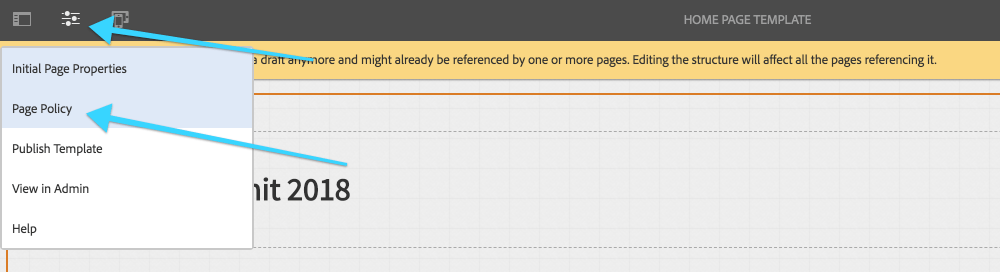 HOME PAGE TEMPLATE
a draft anymore and might already be referenced by one or more pages. Editing the structure will affect all the pages referencing it.
Initial Page Properties
Page Policy
Publish Template
View in Admin
2018
Help